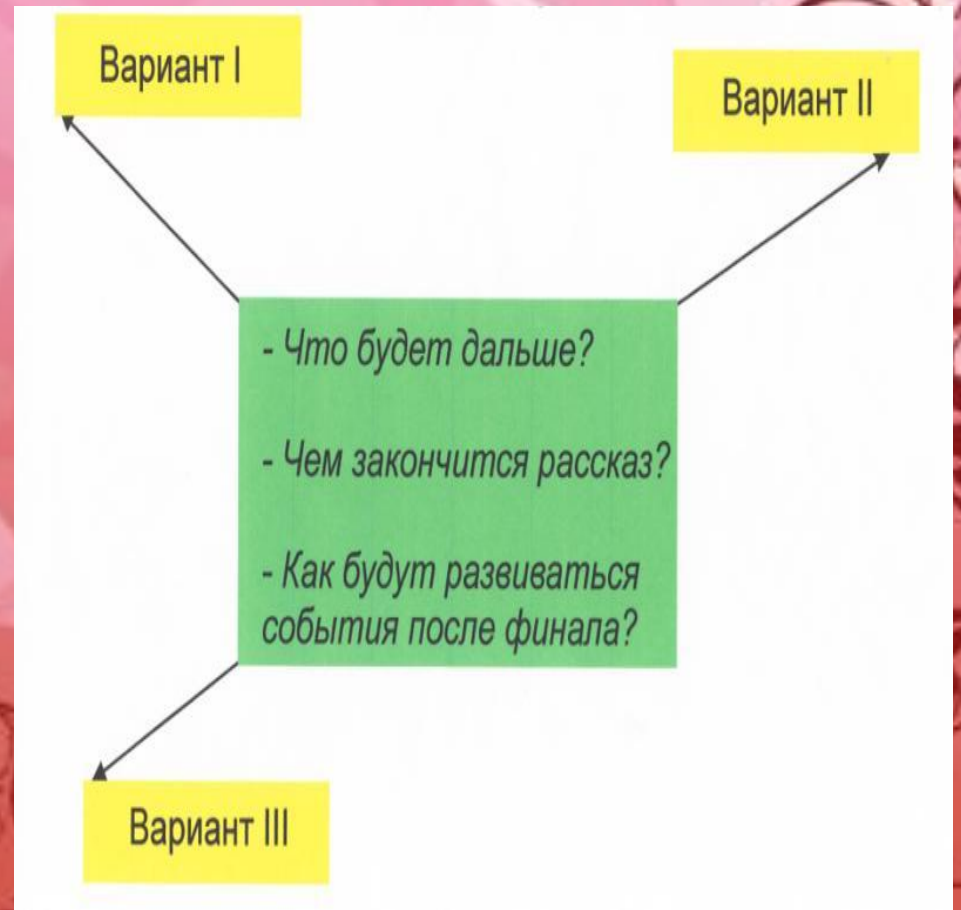 Вариант I
Вариант II
- Что будет дальше?
- Чем закончится рассказ?
- Как будут развиваться
события после финала?
Вариант III